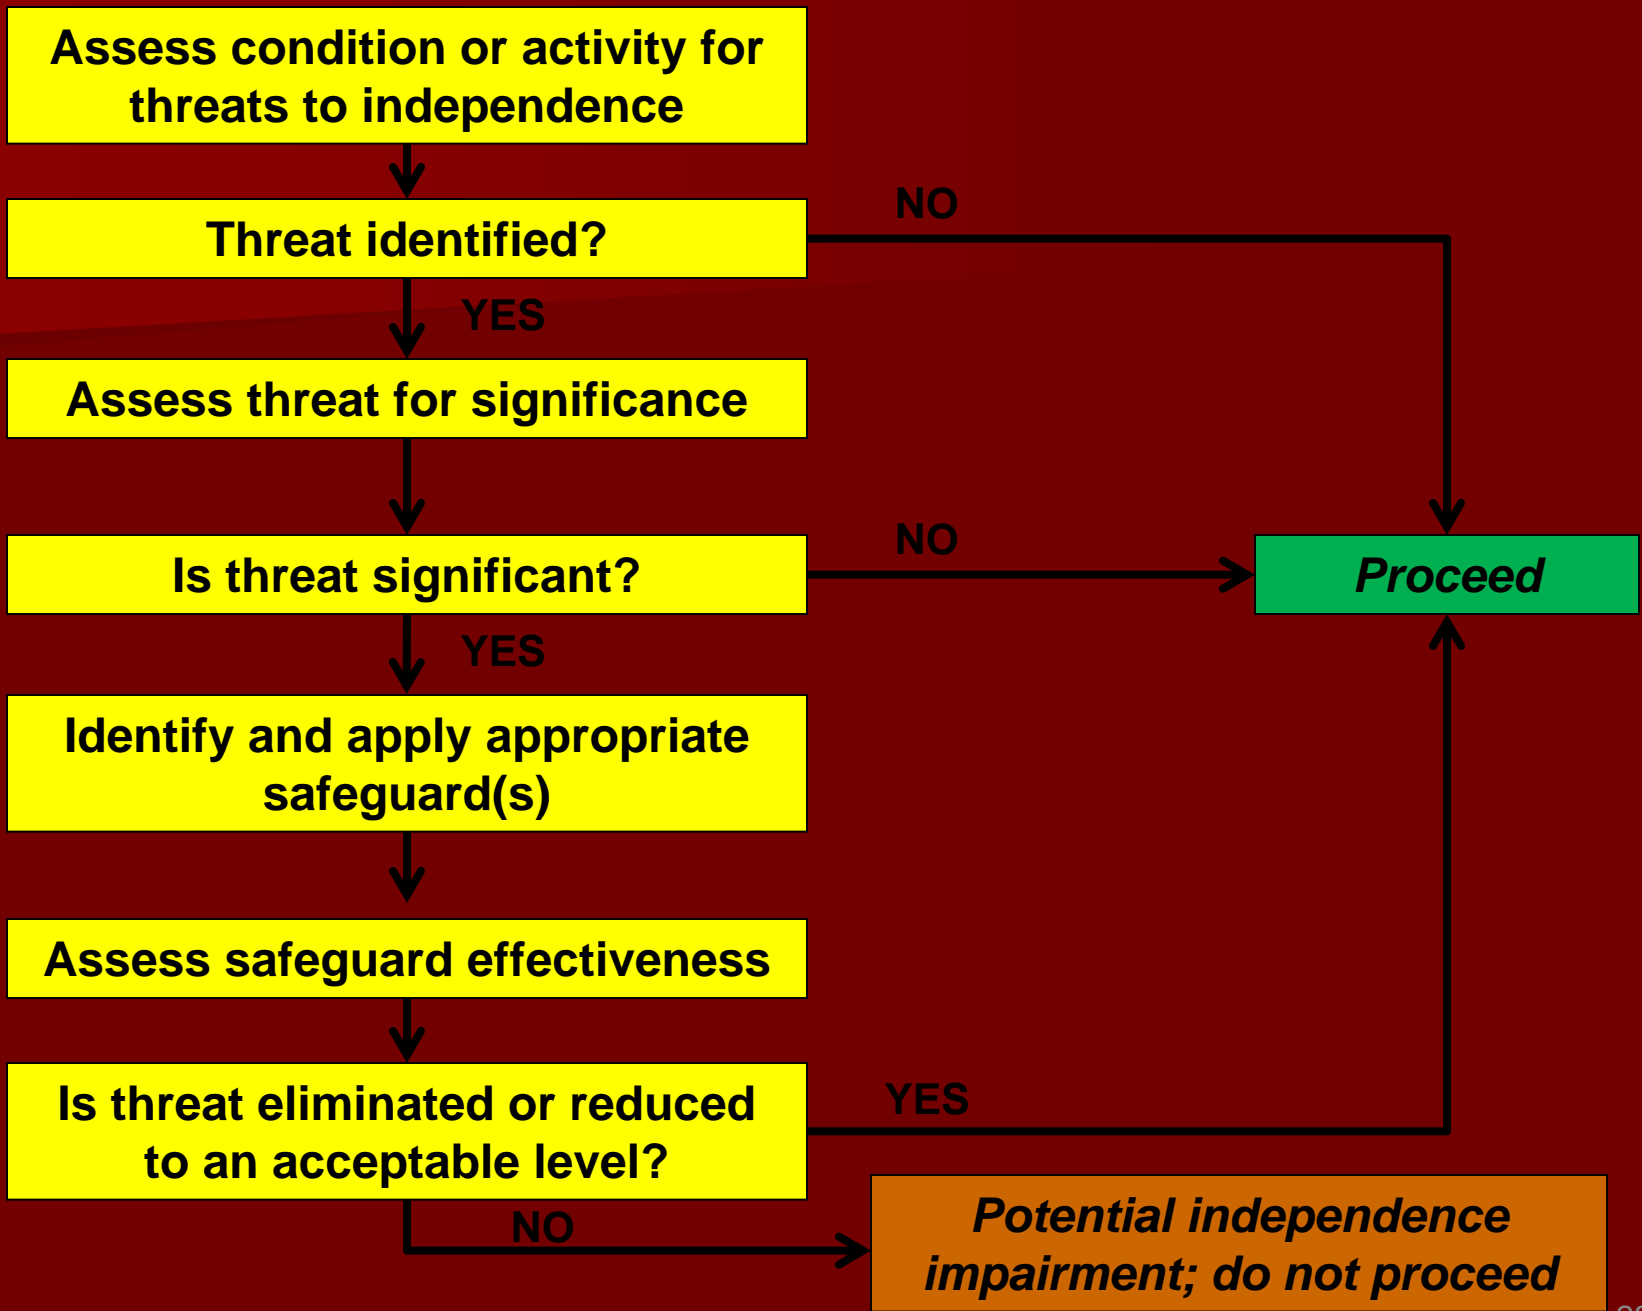 Assess condition or activity for
threats to independence
NO
Threat identified?
YES
Assess threat for significance
NO
Is threat significant?
Proceed
YES
Identify and apply appropriate
safeguard(s)
Assess safeguard effectiveness
Is threat eliminated or reduced
to an acceptable level?
YES
NO
Potential independence
impairment; do not proceed